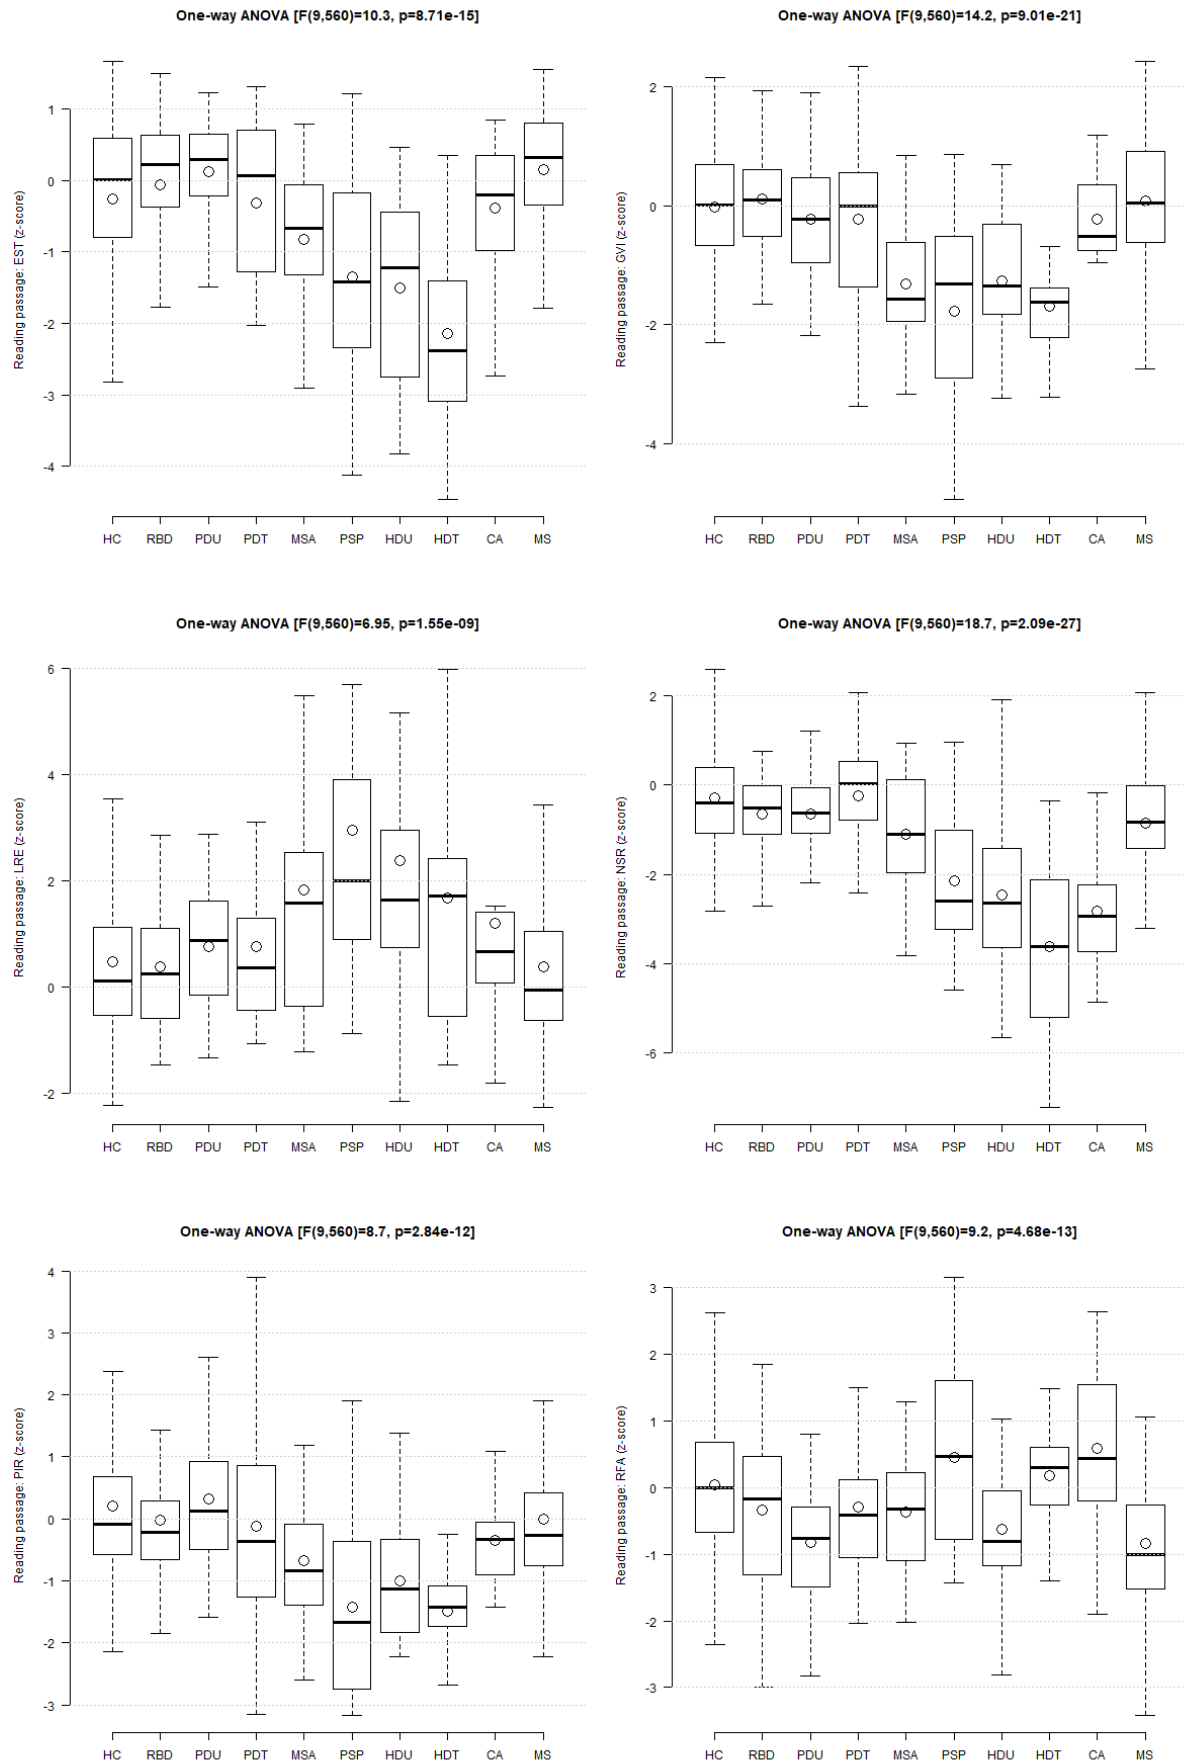 One-way ANOVA [F(9,560)=10.3, p=8.71e-15]
Reading passage: EST (z-score)
1
0
-1
-2
-3
-4
HC RBD PDU PDT MSA PSP HDU HDT CA MS
One-way ANOVA [F(9,560)=14.2, p=9.01e-21]
Reading passage: GVI (z-score)
2
0
-2
-4
HC RBD PDU PDT MSA PSP HDU HDT CA MS
One-way ANOVA [F(9,560)=6.95, p=1.55e-09]
Reading passage: LRE (z-score)
6
4
2
0
-2
HC RBD PDU PDT MSA PSP HDU HDT CA MS
One-way ANOVA [F(9,560)=18.7, p=2.09e-27]
Reading passage: NSR (z-score)
2
0
-2
-4
-6
HC RBD PDU PDT MSA PSP HDU HDT CA MS
One-way ANOVA [F(9,560)=8.7, p=2.84e-12]
Reading passage: PIR (z-score)
4
3
2
1
0
-1
-2
-3
HC RBD PDU PDT MSA PSP HDU HDT CA MS
One-way ANOVA [F(9,560)=9.2, p=4.68e-13]
Reading passage: RFA (z-score)
3
2
1
0
-1
-2
-3
HC RBD PDU PDT MSA PSP HDU HDT CA MS